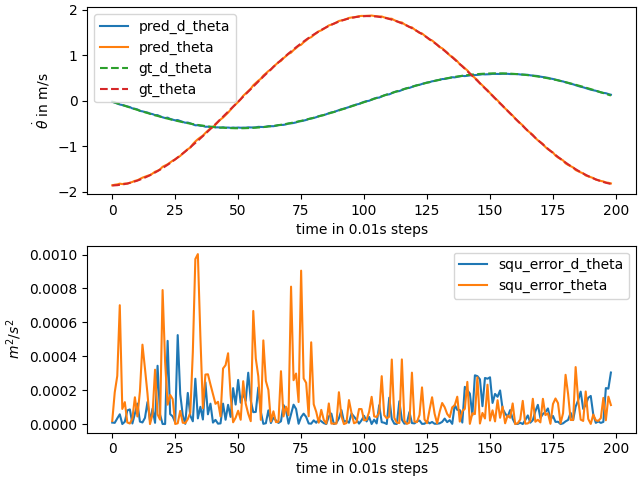 2
1
0
−1
−2
θ̇ in m/s
pred_d_theta
pred_theta
gt_d_theta
gt_theta
0 25 50 75 100 125 150 175 200
time in 0.01s steps
0.0010
0.0008
0.0006
0.0004
0.0002
0.0000
m²/s²
squ_error_d_theta
squ_error_theta
0 25 50 75 100 125 150 175 200
time in 0.01s steps